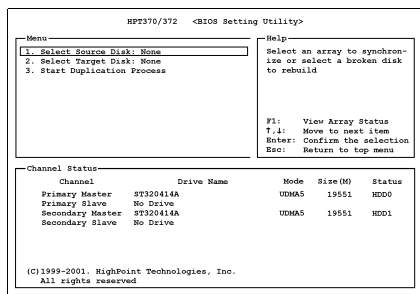 HPT370/372 <BIOS Setting Utility>
Menu
1. Select Source Disk: None
2. Select Target Disk: None
3. Start Duplication Process
Help
Select an array to synchron-
ize or select a broken disk
to rebuild
F1: View Array Status
↑,↓: Move to next item
Enter: Confirm the selection
Esc: Return to top menu
Channel Status
Channel Drive Name Mode Size(M) Status
Primary Master ST320414A UDMA5 19551 HDD0
Primary Slave No Drive
Secondary Master ST320414A UDMA5 19551 HDD1
Secondary Slave No Drive
(C)1999-2001. HighPoint Technologies, Inc.
All rights reserved